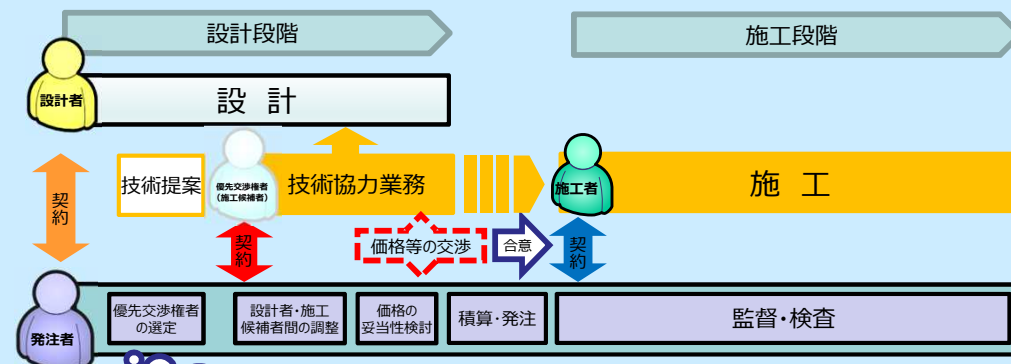 設計段階
施工段階
設計者
設 計
契約
技術提案
優先交渉権者
(施工候補者)
技術協力業務
施工者
施 工
契約
価格等の交渉
合意
契約
発注者
優先交渉権者
の選定
設計者・施工
候補者間の調整
価格の
妥当性検討
積算・発注
監督・検査